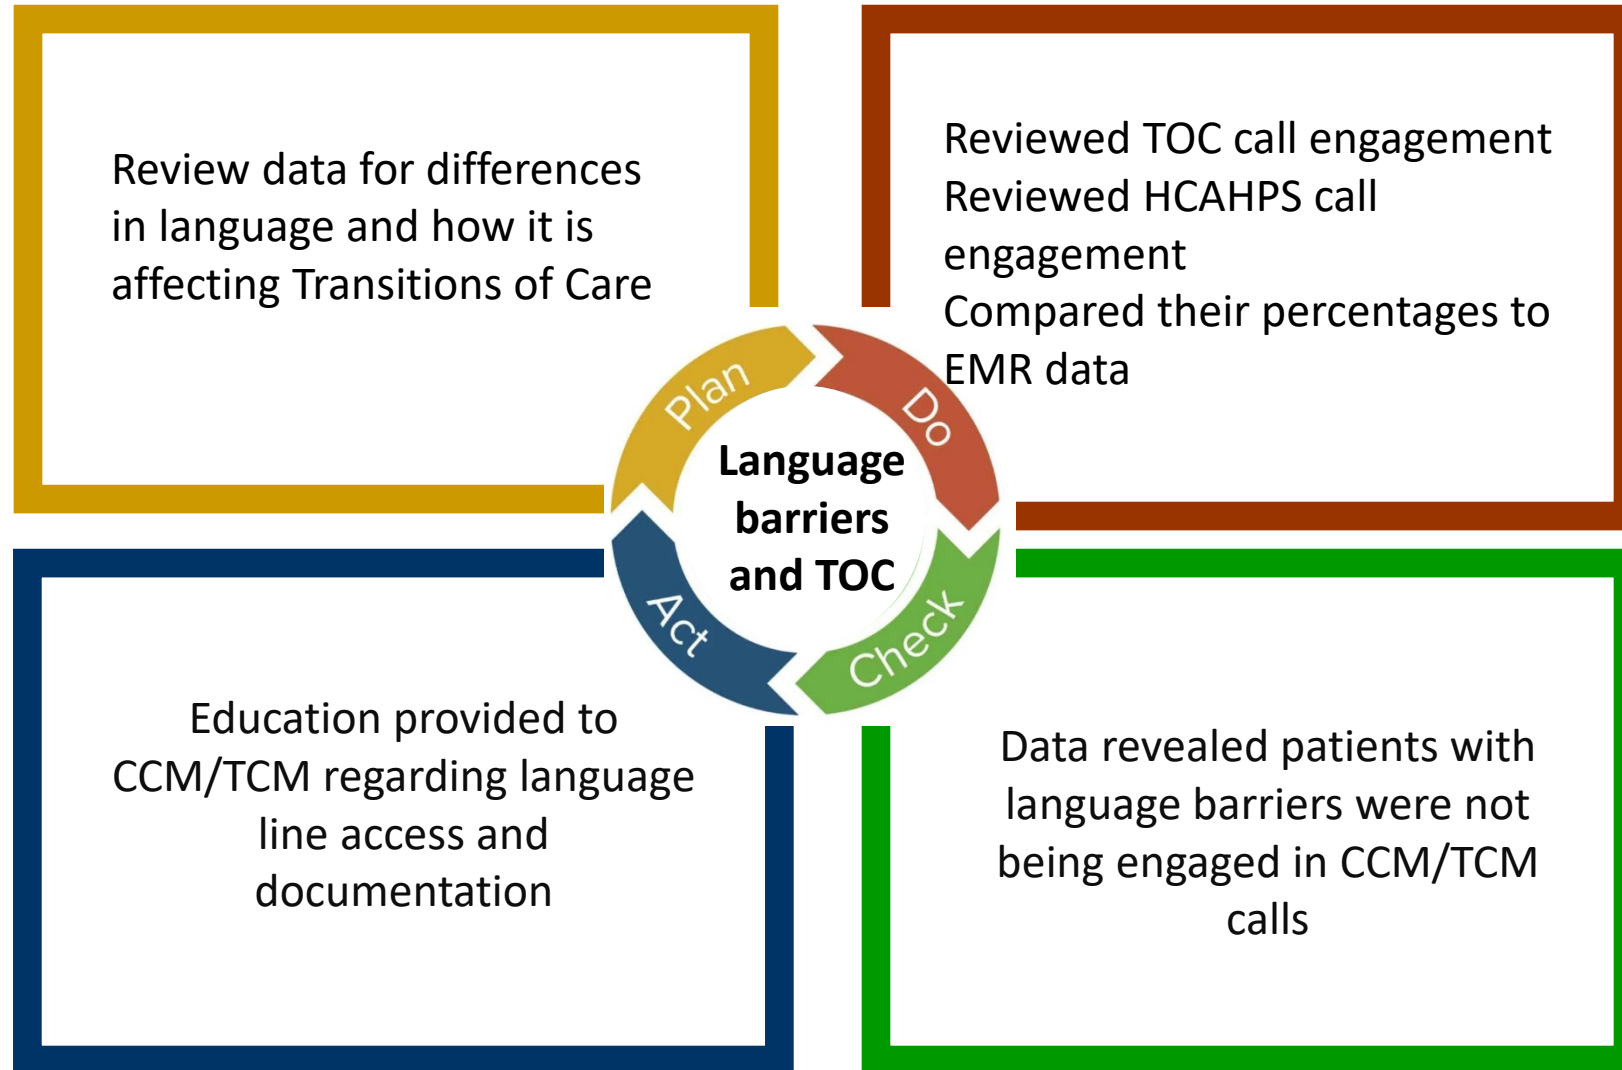 Review data for differences
in language and how it is
affecting Transitions of Care
Reviewed TOC call engagement
Reviewed HCAHPS call
engagement
Compared their percentages to
EMR data
Plan
Do
Language
barriers
and TOC
Act
Check
Education provided to
CCM/TCM regarding language
line access and
documentation
Data revealed patients with
language barriers were not
being engaged in CCM/TCM
calls